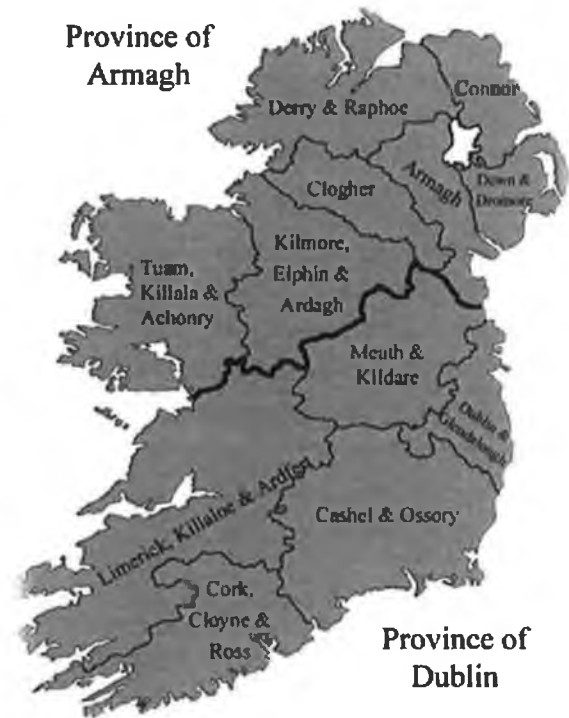 Province of
Armagh
Connor
Derry & Raphoe
Armagh
Down &
Dromore
Clogher
Kilmore,
Elphin &
Ardagh
Tuam,
Killala &
Achonry
Meath &
Kildare
Dublin &
Glendalough
Limerick, Killaloe & Ardfert
Cashel & Ossory
Cork,
Cloyne &
Ross
Province of
Dublin